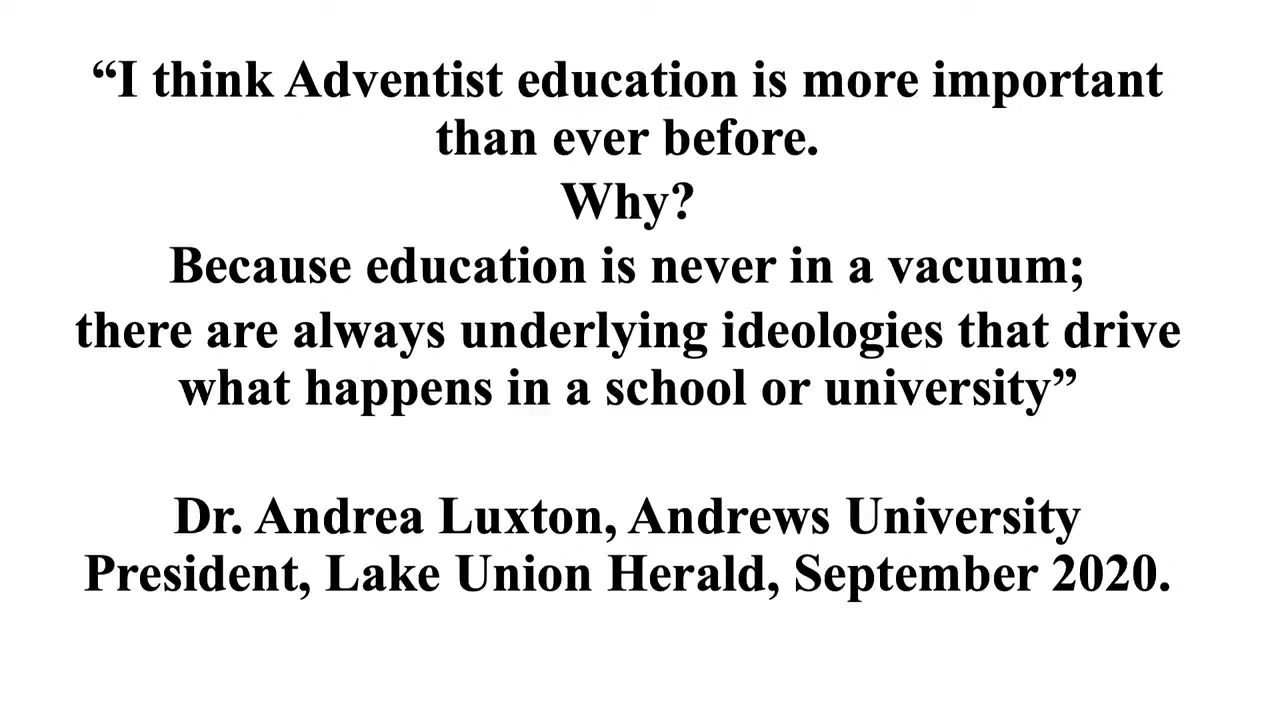 “I think Adventist education is more important
than ever before.
Why?
Because education is never in a vacuum;
there are always underlying ideologies that drive
what happens in a school or university”
Dr. Andrea Luxton, Andrews University
President, Lake Union Herald, September 2020.